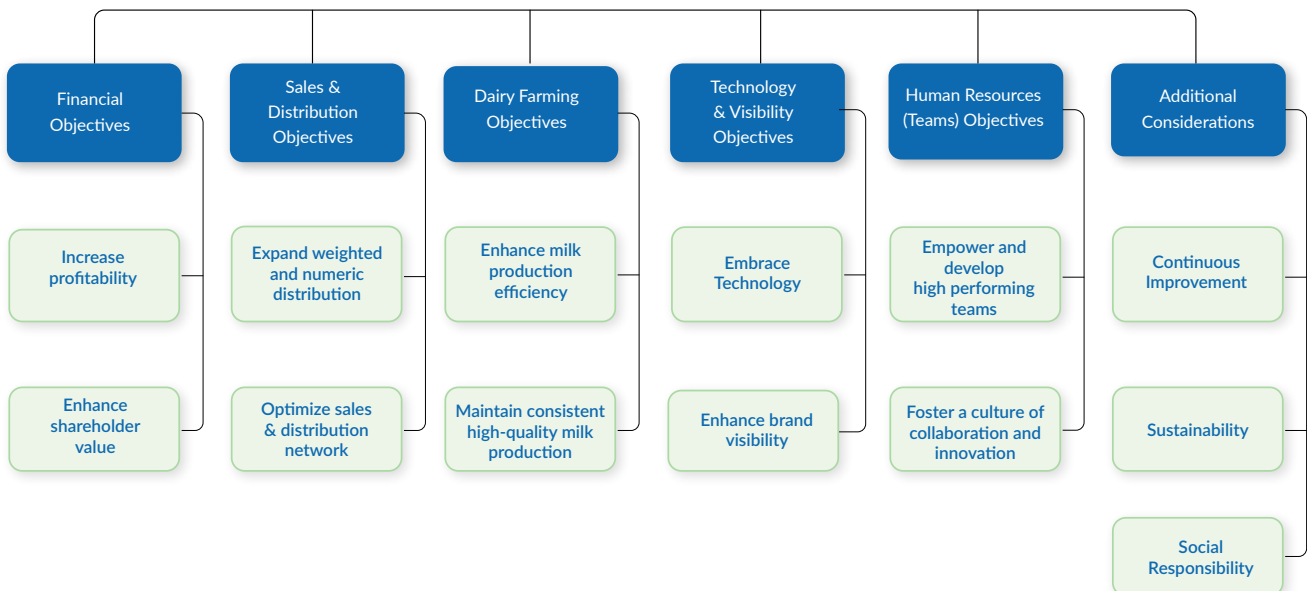 Financial
Objectives
Sales &
Distribution
Objectives
Dairy Farming
Objectives
Technology
& Visibility
Objectives
Human Resources
(Teams) Objectives
Additional
Considerations
Increase
profitability
Expand weighted
and numeric
distribution
Enhance milk
production
efficiency
Embrace
Technology
Empower and
develop
high performing
teams
Continuous
Improvement
Enhance
shareholder
value
Optimize sales
& distribution
network
Maintain consistent
high-quality milk
production
Enhance brand
visibility
Foster a culture of
collaboration and
innovation
Sustainability
Social
Responsibility